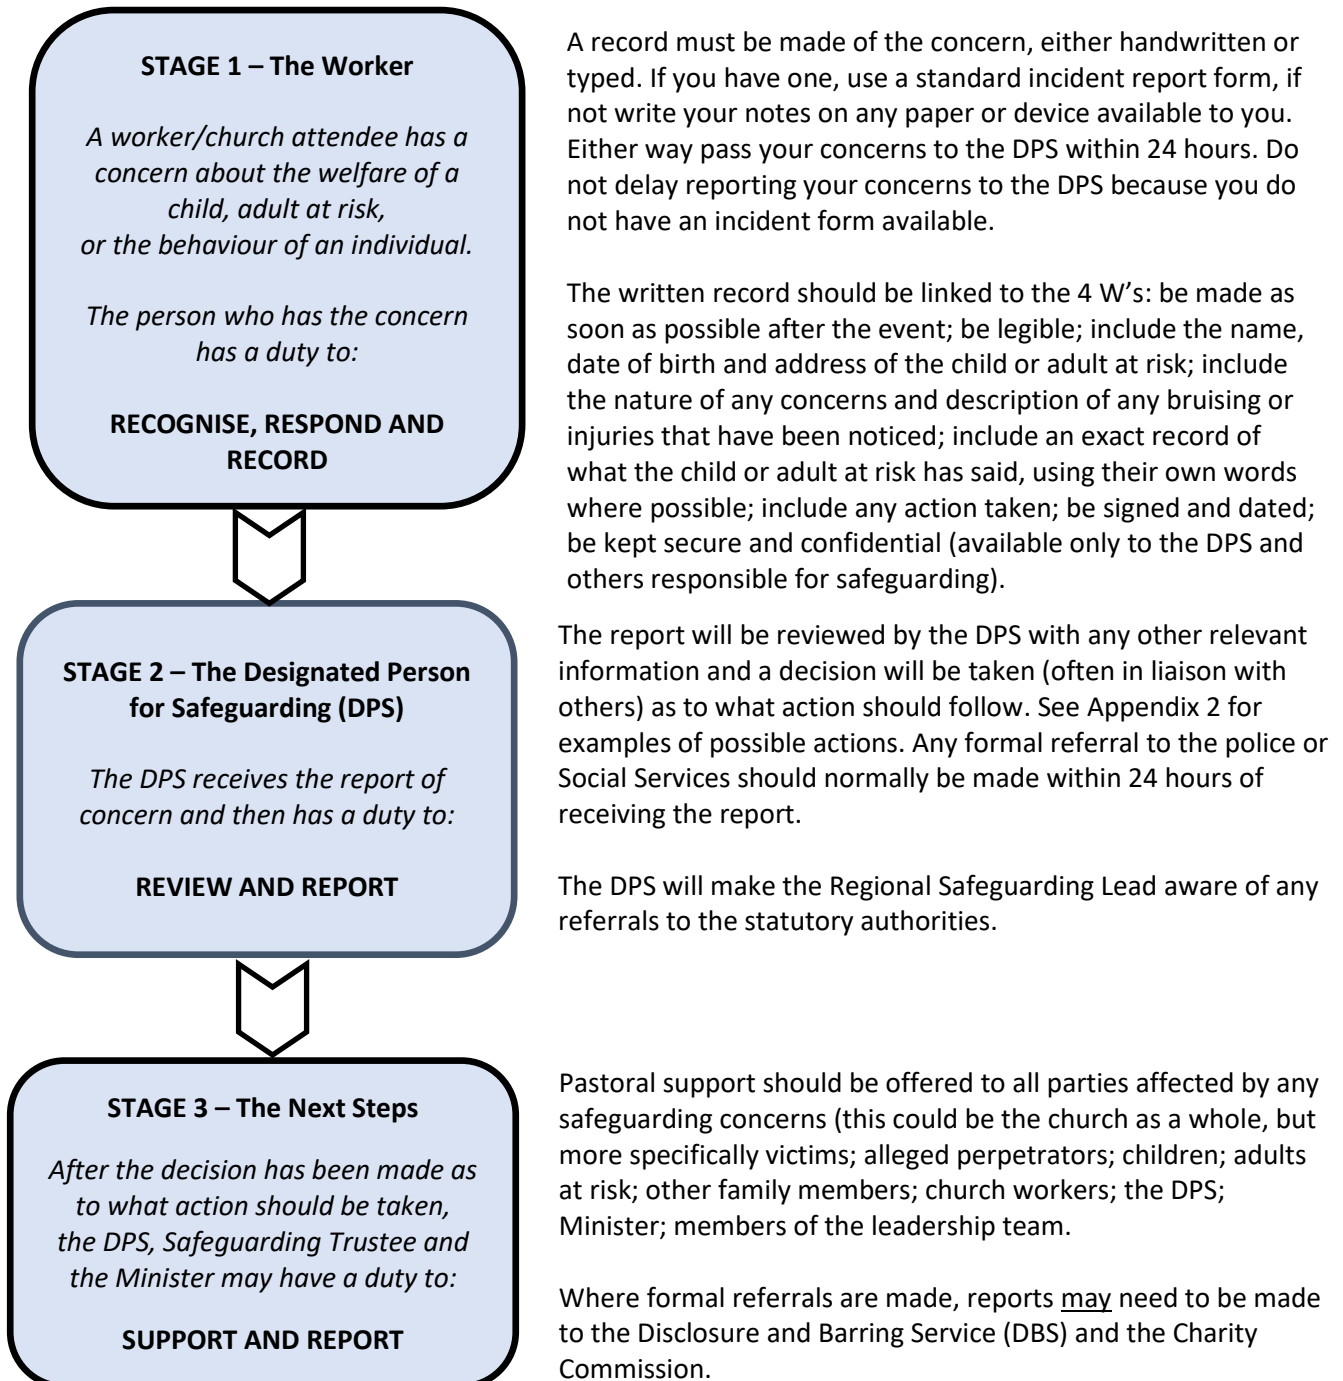 STAGE 1 – The Worker
A worker/church attendee has a
concern about the welfare of a
child, adult at risk,
or the behaviour of an individual.
The person who has the concern
has a duty to:
RECOGNISE, RESPOND AND
RECORD
A record must be made of the concern, either handwritten or
typed. If you have one, use a standard incident report form, if
not write your notes on any paper or device available to you.
Either way pass your concerns to the DPS within 24 hours. Do
not delay reporting your concerns to the DPS because you do
not have an incident form available.
The written record should be linked to the 4 W’s: be made as
soon as possible after the event; be legible; include the name,
date of birth and address of the child or adult at risk; include
the nature of any concerns and description of any bruising or
injuries that have been noticed; include an exact record of
what the child or adult at risk has said, using their own words
where possible; include any action taken; be signed and dated;
be kept secure and confidential (available only to the DPS and
others responsible for safeguarding).
STAGE 2 – The Designated Person
for Safeguarding (DPS)
The DPS receives the report of
concern and then has a duty to:
REVIEW AND REPORT
The report will be reviewed by the DPS with any other relevant
information and a decision will be taken (often in liaison with
others) as to what action should follow. See Appendix 2 for
examples of possible actions. Any formal referral to the police or
Social Services should normally be made within 24 hours of
receiving the report.
The DPS will make the Regional Safeguarding Lead aware of any
referrals to the statutory authorities.
STAGE 3 – The Next Steps
After the decision has been made as
to what action should be taken,
the DPS, Safeguarding Trustee and
the Minister may have a duty to:
SUPPORT AND REPORT
Pastoral support should be offered to all parties affected by any
safeguarding concerns (this could be the church as a whole, but
more specifically victims; alleged perpetrators; children; adults
at risk; other family members; church workers; the DPS;
Minister; members of the leadership team.
Where formal referrals are made, reports may need to be made
to the Disclosure and Barring Service (DBS) and the Charity
Commission.